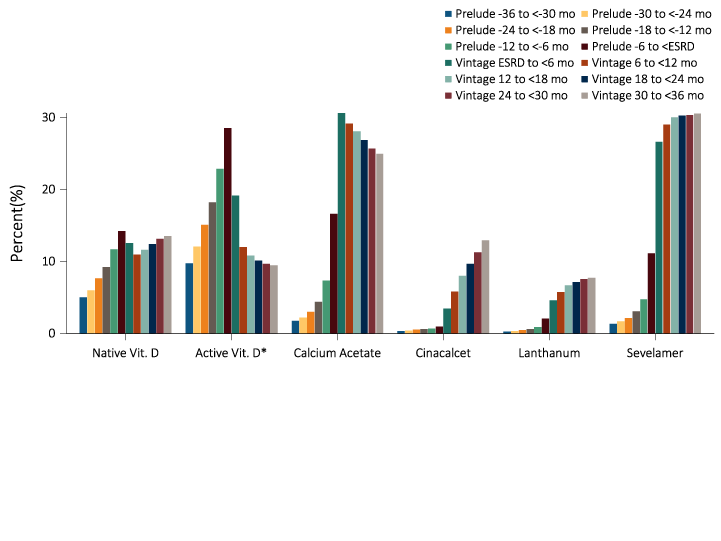 Prelude -36 to <-30 mo
Prelude -30 to <-24 mo
Prelude -24 to <-18 mo
Prelude -18 to <-12 mo
Prelude -12 to <-6 mo
Prelude -6 to <ESRD
Vintage ESRD to <6 mo
Vintage 6 to <12 mo
Vintage 12 to <18 mo
Vintage 18 to <24 mo
Vintage 24 to <30 mo
Vintage 30 to <36 mo
Percent(%)
30
20
10
0
Native Vit. D
Active Vit. D*
Calcium Acetate
Cinacalcet
Lanthanum
Sevelamer